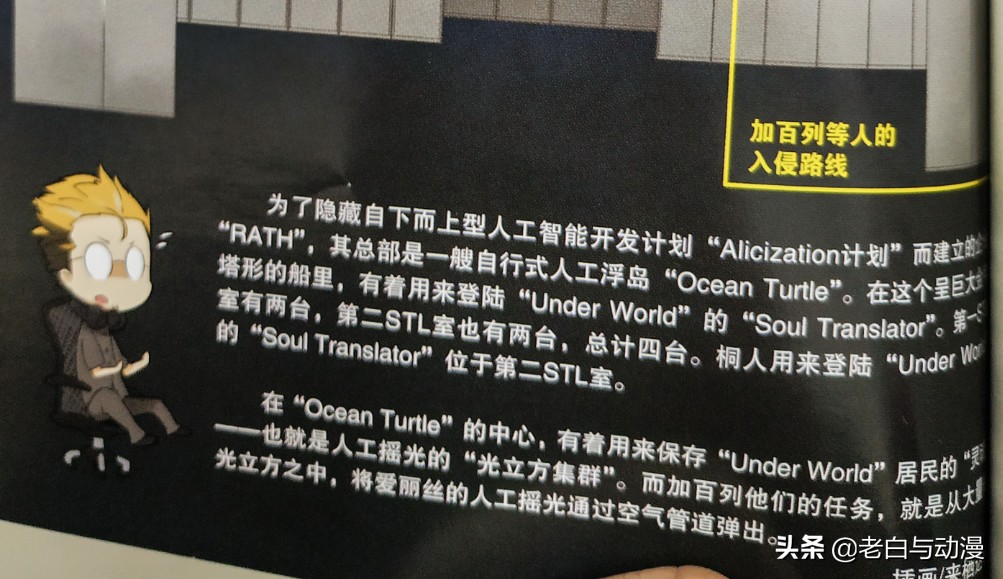 加百列等人的
入侵路线
为了隐藏自下而上型人工智能开发计划“Alicization计划”而建立的
“RATH”，其总部是一艘自行式人工浮岛“Ocean Turtle”。在这个呈巨大
塔形的船里，有着用来登陆“Under World”的“Soul Translator”。第一
室有两台，第二STL室也有两台，总计四台。桐人用来登陆“Under
的“Soul Translator”位于第二STL室。
在“Ocean Turtle”的中心，有着用来保存“Under World”居民的“灵
——也就是人工摇光的“光立方集群”。而加百列他们的任务，就是从大
光立方之中，将爱丽丝的人工摇光通过空气管道弹出。
头条 @老白与动漫
插画/来栖